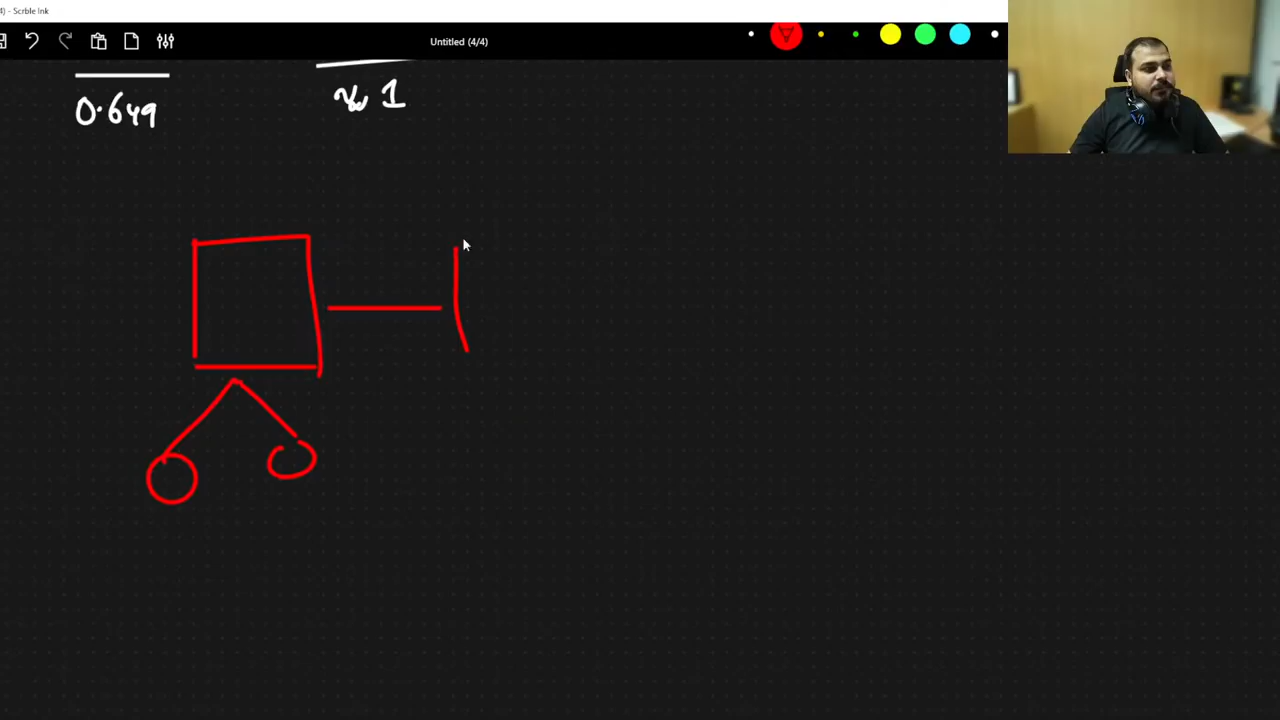 ) - Scrble Ink
Untitled (4/4)
0.649
≈ 1